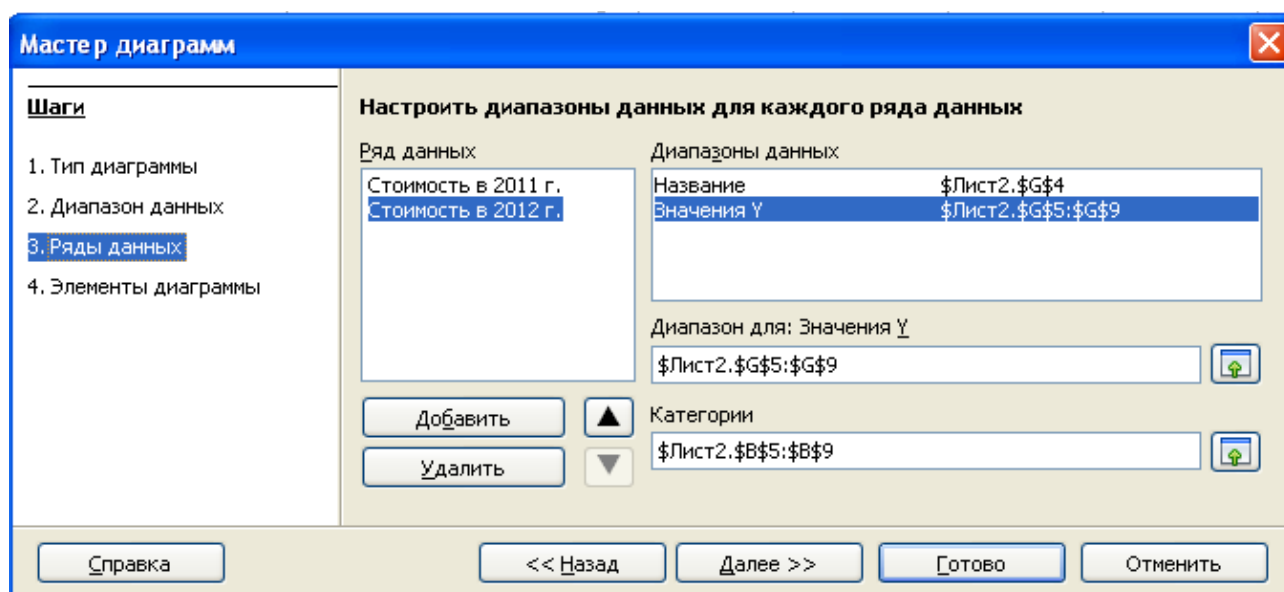 Мастер диаграмм
Шаги
1. Тип диаграммы
2. Диапазон данных
3. Ряды данных
4. Элементы диаграммы
Настроить диапазоны данных для каждого ряда данных
Ряд данных
Стоимость в 2011 г.
Стоимость в 2012 г.
Добавить
Удалить
Диапазоны данных
Название $Лист2.$G$4
Значения Y $Лист2.$G$5:$G$9
Диапазон для: Значения Y
$Лист2.$G$5:$G$9
Категории
$Лист2.$B$5:$B$9
Справка
<< Назад
Далее >>
Готово
Отменить